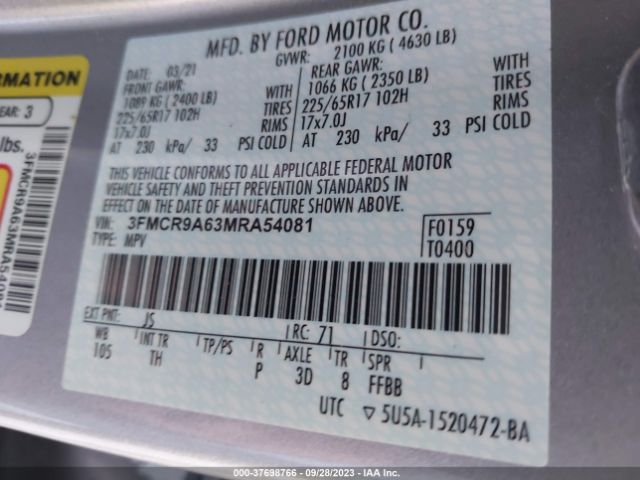 MFD. BY FORD MOTOR CO.
DATE: 03/21
GVWR: 2100 KG ( 4630 LB)
FRONT GAWR:
1089 KG ( 2400 LB) WITH
225/65R17 102H TIRES
17x7.0J RIMS
AT 230 kPa/ 33 PSI COLD
REAR GAWR:
1066 KG ( 2350 LB) WITH
225/65R17 102H TIRES
17x7.0J RIMS
AT 230 kPa/ 33 PSI COLD
THIS VEHICLE CONFORMS TO ALL APPLICABLE FEDERAL MOTOR
VEHICLE SAFETY AND THEFT PREVENTION STANDARDS IN
EFFECT ON THE DATE OF MANUFACTURE SHOWN ABOVE.
VIN: 3FMCR9A63MRA54081
TYPE: MPV
F0159
T0400
EXT PNT: JS RC: 71 DSO:
WB INT TR TP/PS R AXLE TR SPR
105 TH P 3D 8 FFBB
UTC ▽ 5U5A-1520472-BA
ORMATION
EAR: 3
lbs.
3FMCR9A63MRA54081
000-37698766 - 09/28/2023 - IAA Inc.